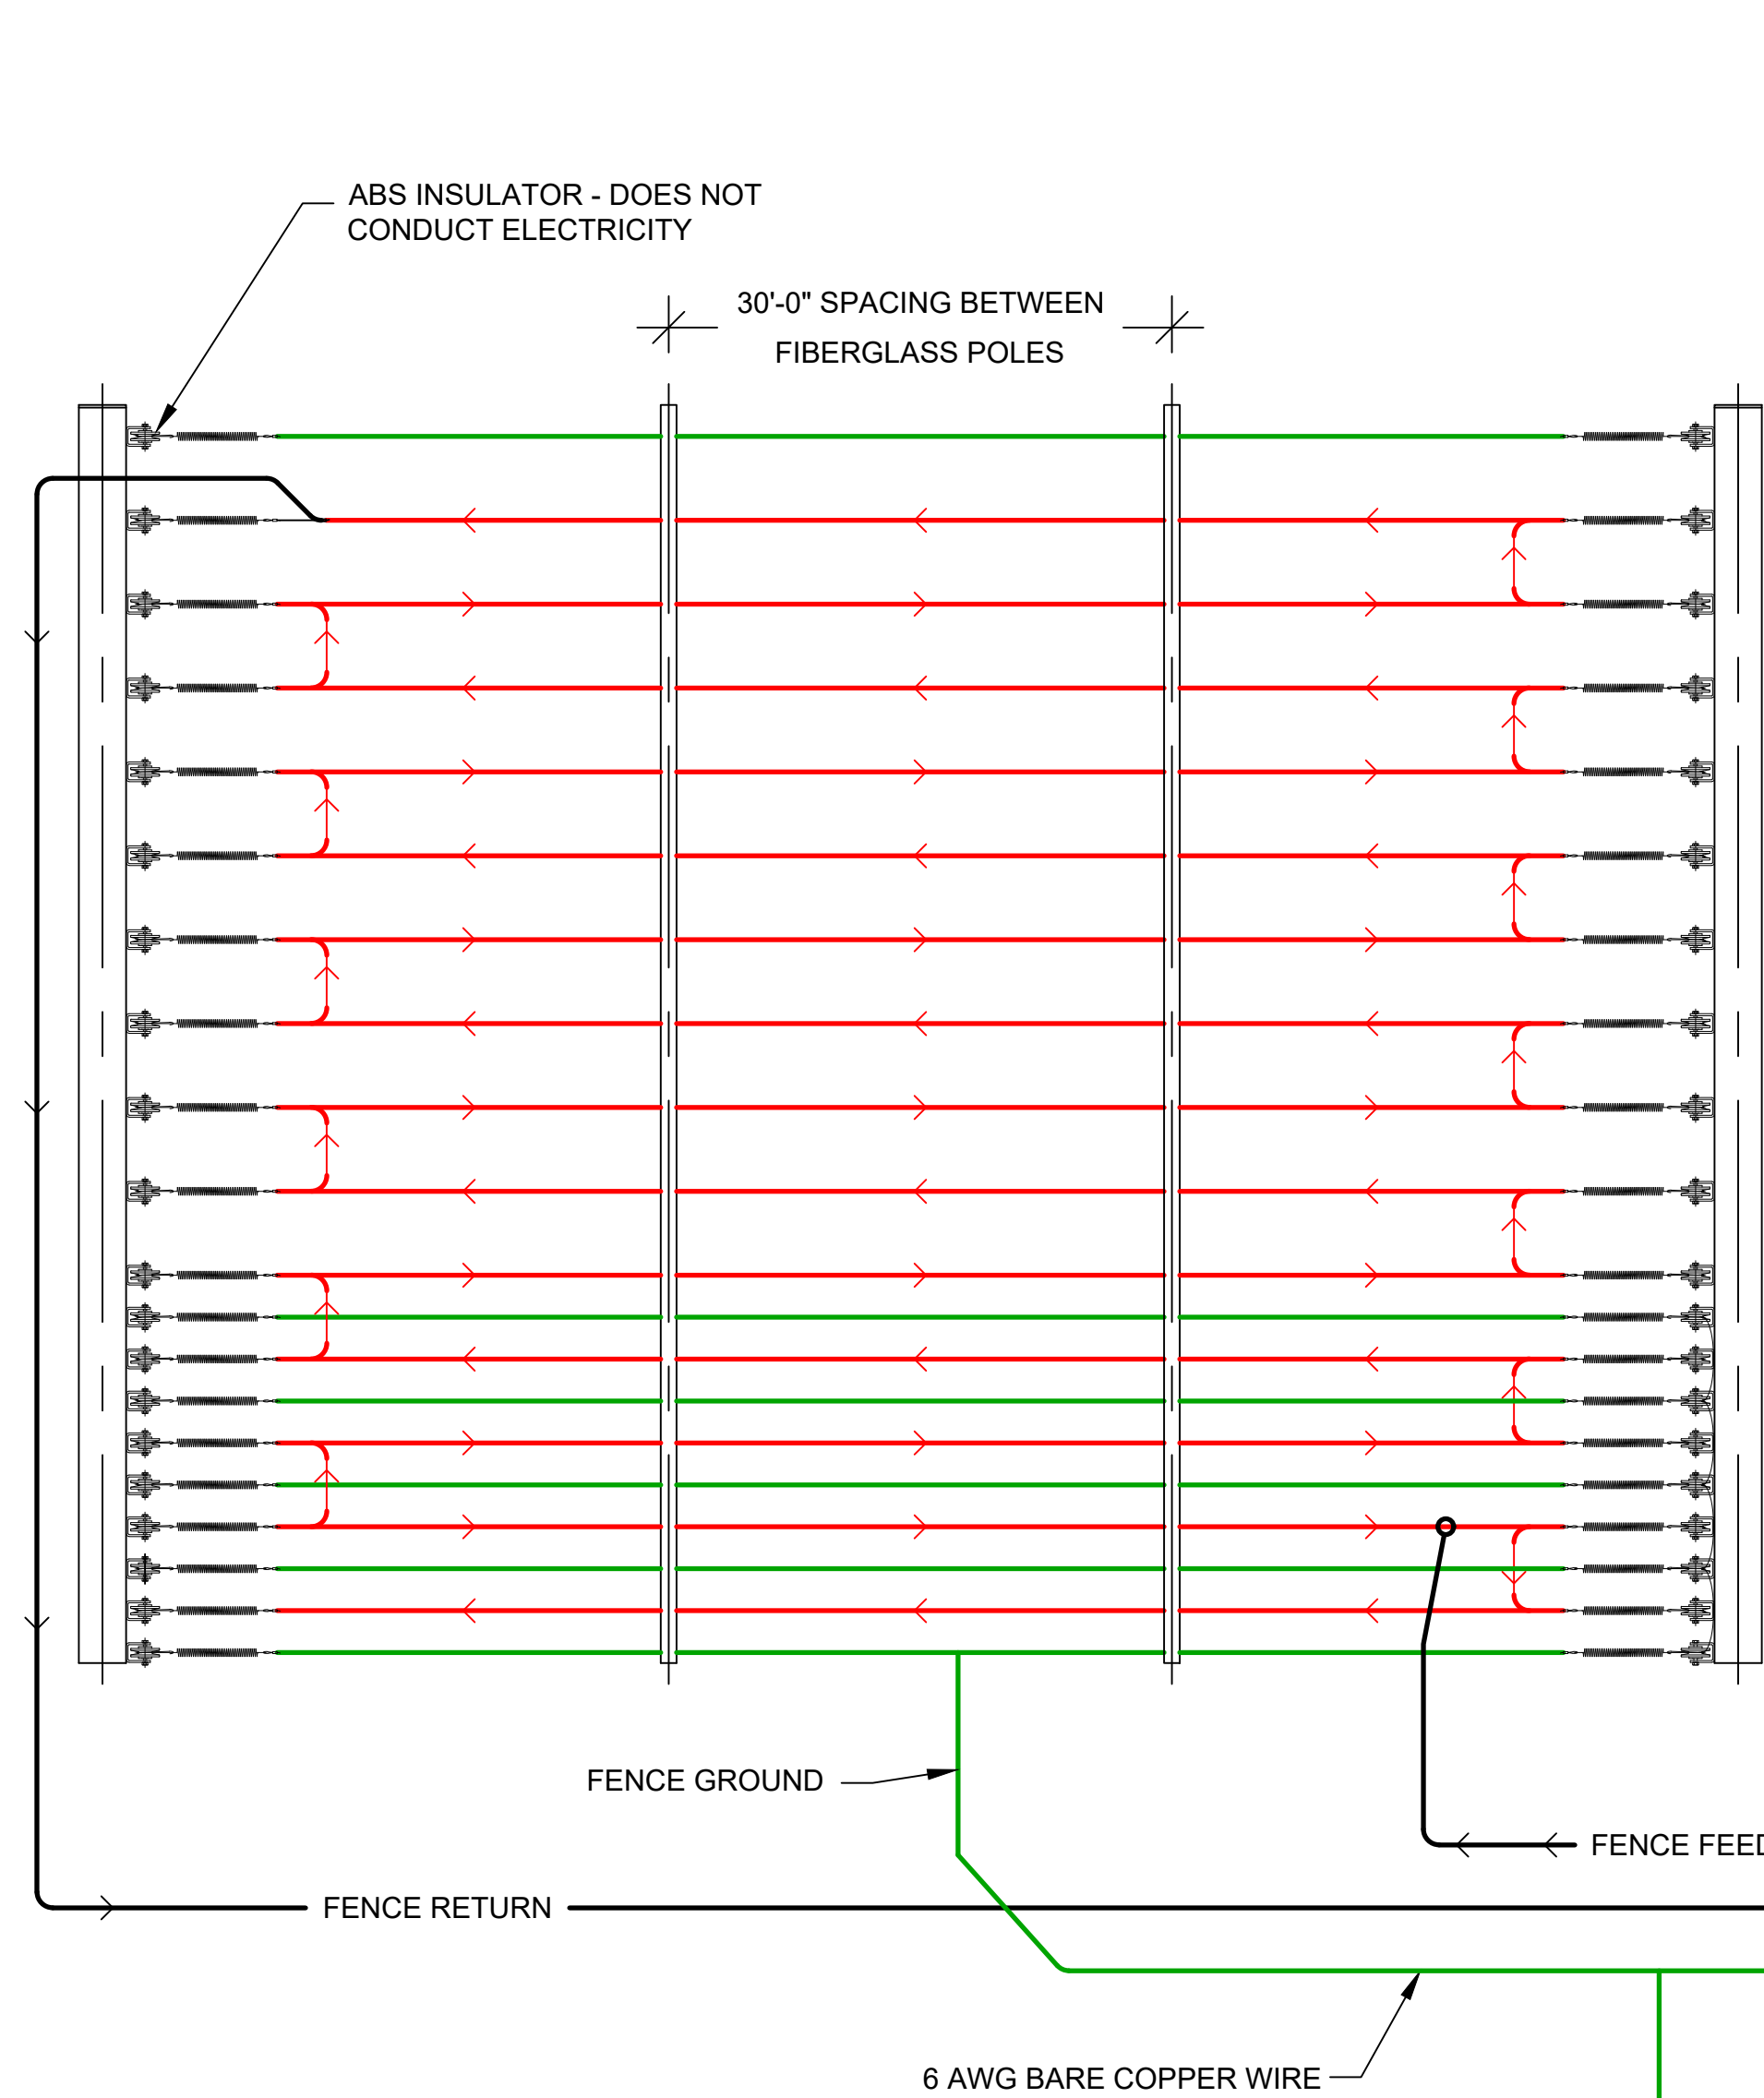 ABS INSULATOR - DOES NOT
CONDUCT ELECTRICITY
30'-0" SPACING BETWEEN
FIBERGLASS POLES
FENCE GROUND
FENCE FEED
FENCE RETURN
6 AWG BARE COPPER WIRE